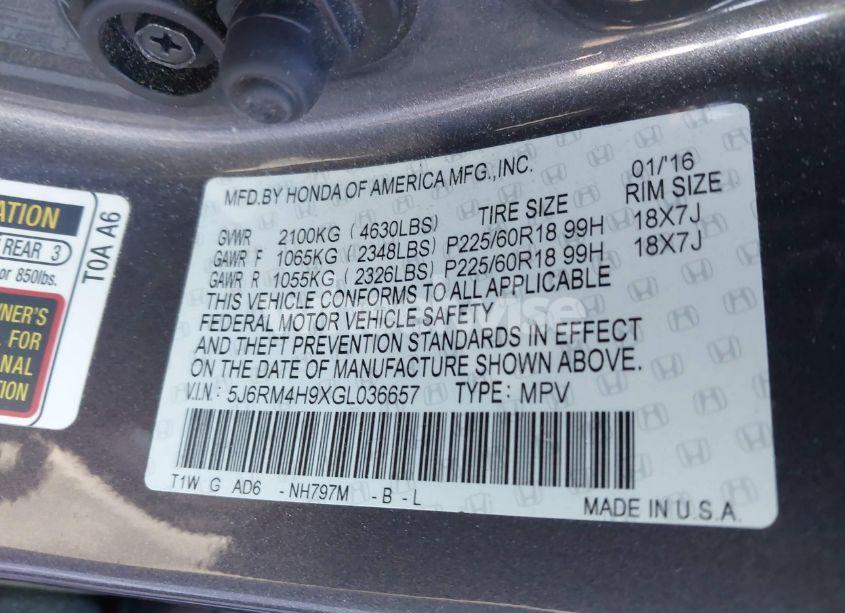 ATION
REAR 3
or 850lbs.
NER'S
FOR
NAL
ION
T0A A6
MFD.BY HONDA OF AMERICA MFG.,INC. 01/'16
TIRE SIZE RIM SIZE
GVWR 2100KG (4630LBS)
GAWR F 1065KG (2348LBS) P225/60R18 99H 18X7J
GAWR R 1055KG (2326LBS) P225/60R18 99H 18X7J
THIS VEHICLE CONFORMS TO ALL APPLICABLE
FEDERAL MOTOR VEHICLE SAFETY
AND THEFT PREVENTION STANDARDS IN EFFECT
ON THE DATE OF MANUFACTURE SHOWN ABOVE.
V.I.N.: 5J6RM4H9XGL036657 TYPE: MPV
T1W G AD6 -NH797M -B-L
MADE IN U.S.A.